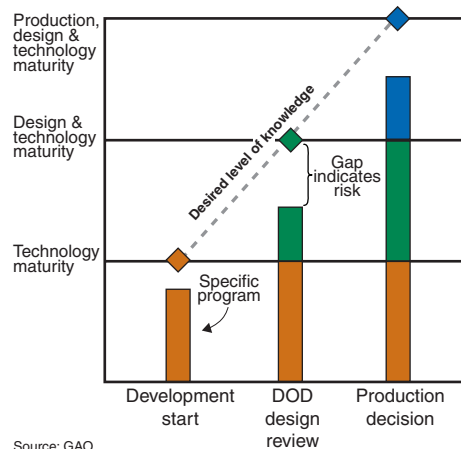 Production,
design &
technology
maturity
Design &
technology
maturity
Technology
maturity
Desired level of knowledge
Gap
indicates
risk
Specific
program
Development
start
DOD
design
review
Production
decision
Source: GAO